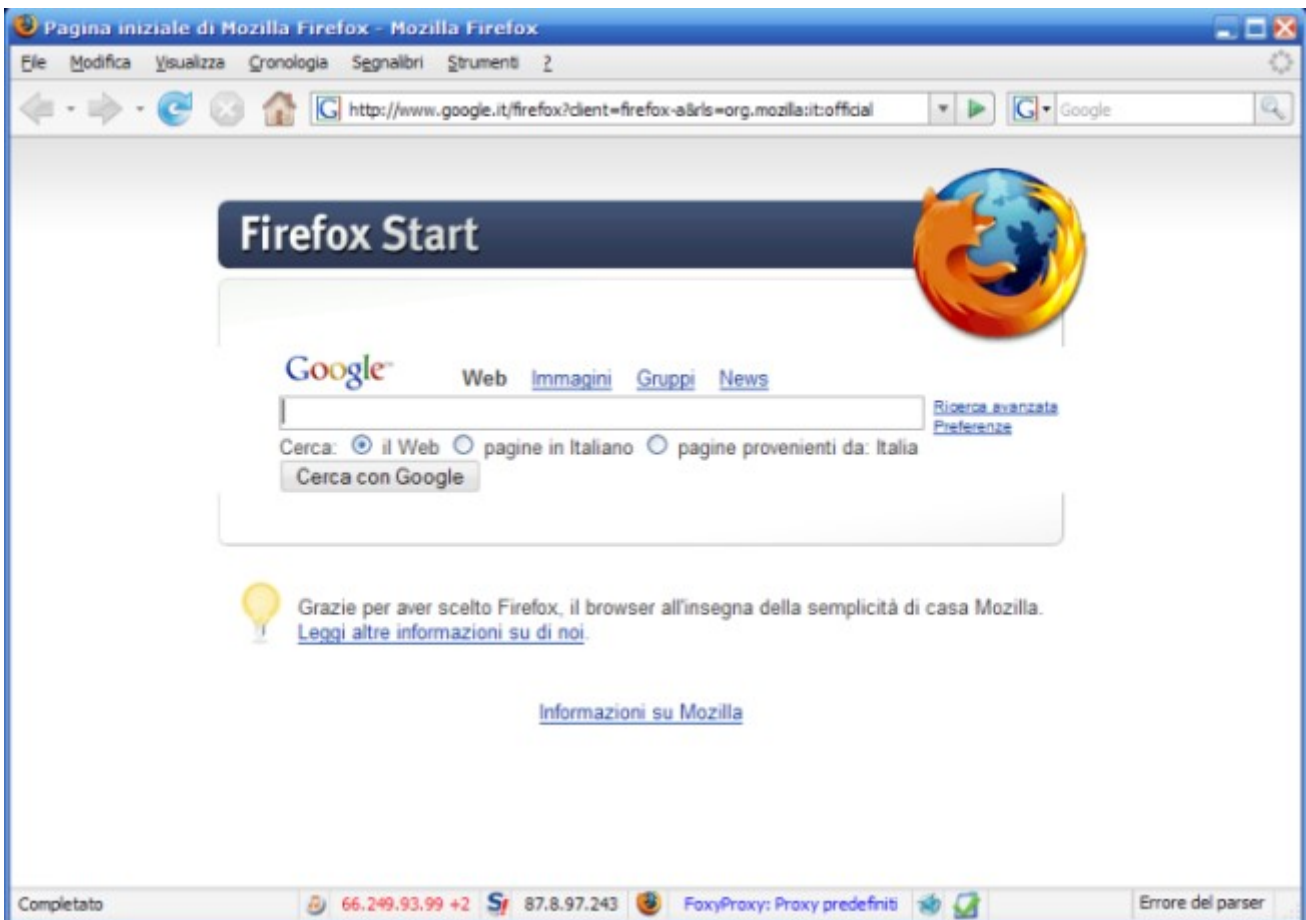 Pagina iniziale di Mozilla Firefox - Mozilla Firefox
File Modifica Visualizza Cronologia Segnalibri Strumenti ?
http://www.google.it/firefox?client=firefox-a&rls=org.mozilla:it:official
Google
Firefox Start
Google™
Web Immagini Gruppi News
Ricerca avanzata
Preferenze
Cerca: il Web pagine in Italiano pagine provenienti da: Italia
Cerca con Google
Grazie per aver scelto Firefox, il browser all'insegna della semplicità di casa Mozilla.
Leggi altre informazioni su di noi.
Informazioni su Mozilla
Completato 66.249.93.99 +2 87.8.97.243 FoxyProxy: Proxy predefiniti Errore del parser